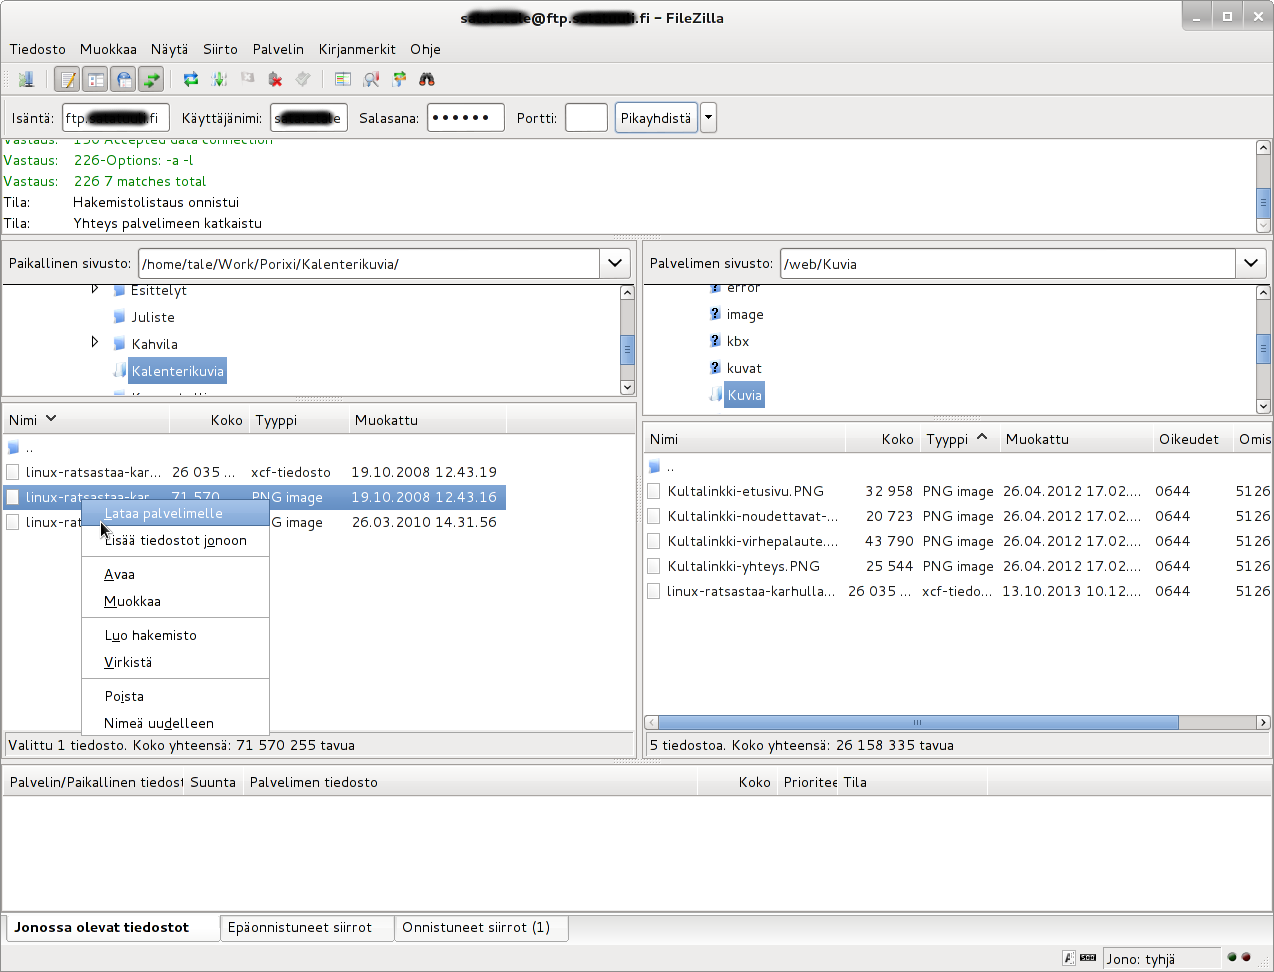 @ftp. .fi - FileZilla
Tiedosto Muokkaa Näytä Siirto Palvelin Kirjanmerkit Ohje
Isäntä: ftp. .fi Käyttäjänimi: s e Salasana: •••••• Portti: Pikayhdistä
Vastaus: 150 Accepted data connection
Vastaus: 226-Options: -a -l
Vastaus: 226 7 matches total
Tila: Hakemistolistaus onnistui
Tila: Yhteys palvelimeen katkaistu
Paikallinen sivusto: /home/tale/Work/Porixi/Kalenterikuvia/
Esittelyt
Juliste
Kahvila
Kalenterikuvia
Nimi Koko Tyyppi Muokattu
..
linux-ratsastaa-kar... 26 035 ... xcf-tiedosto 19.10.2008 12.43.19
linux-ratsastaa-kar... 71 570 ... PNG image 19.10.2008 12.43.16
linux-rat G image 26.03.2010 14.31.56
Lataa palvelimelle
Lisää tiedostot jonoon
Avaa
Muokkaa
Luo hakemisto
Virkistä
Poista
Nimeä uudelleen
Valittu 1 tiedosto. Koko yhteensä: 71 570 255 tavua
Palvelimen sivusto: /web/Kuvia
error
image
kbx
kuvat
Kuvia
Nimi Koko Tyyppi Muokattu Oikeudet Omis
..
Kultalinkki-etusivu.PNG 32 958 PNG image 26.04.2012 17.02.... 0644 5126
Kultalinkki-noudettavat-... 20 723 PNG image 26.04.2012 17.02.... 0644 5126
Kultalinkki-virhepalaute.... 43 790 PNG image 26.04.2012 17.02.... 0644 5126
Kultalinkki-yhteys.PNG 25 544 PNG image 26.04.2012 17.02.... 0644 5126
linux-ratsastaa-karhulla... 26 035 ... xcf-tiedo... 13.10.2013 10.12.... 0644 5126
5 tiedostoa. Koko yhteensä: 26 158 335 tavua
Palvelin/Paikallinen tiedost Suunta Palvelimen tiedosto Koko Prioritee Tila
Jonossa olevat tiedostot Epäonnistuneet siirrot Onnistuneet siirrot (1)
Jono: tyhjä